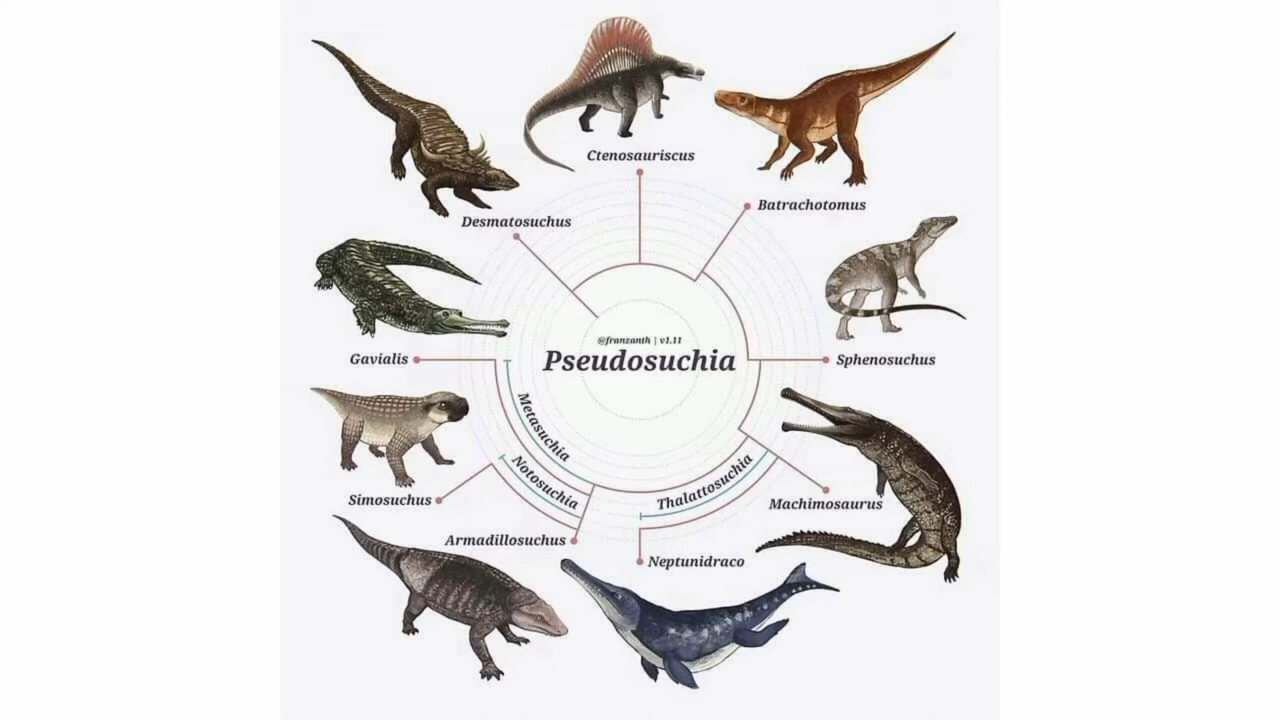 Ctenosauriscus
Batrachotomus
Desmatosuchus
@franzanth | v1.11
Pseudosuchia
Gavialis
Sphenosuchus
Metasuchia
Notosuchia
Thalattosuchia
Simosuchus
Machimosaurus
Armadillosuchus
Neptunidraco